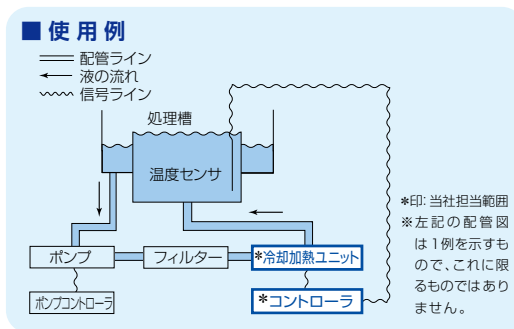 ■使用例
配管ライン
液の流れ
信号ライン
処理槽
温度センサ
ポンプ
フィルター
*冷却加熱ユニット
ポンプコントローラ
*コントローラ
*印:当社担当範囲
※左記の配管図
は1例を示すも
ので、これに限
るものではあり
ません。